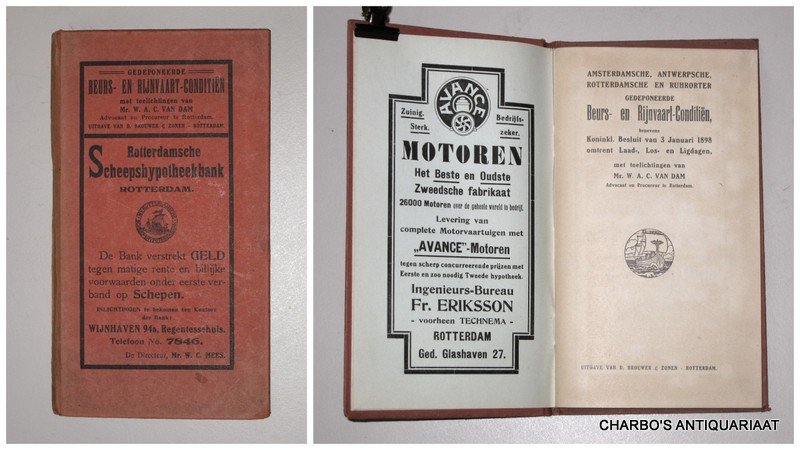 GEDEPONEERDE
BEURS- EN RIJNVAART-CONDITIËN
met toelichtingen van
Mr. W. A. C. VAN DAM
Advocaat en Procureur te Rotterdam.
UITGAVE VAN D. BROUWER & ZONEN - ROTTERDAM.
Rotterdamsche
Scheepshypotheekbank
ROTTERDAM.
De Bank verstrekt GELD
tegen matige rente en billijke
voorwaarden onder eerste ver-
band op Schepen.
INLICHTINGEN te bekomen ten Kantore
der Bank:
WIJNHAVEN 94a, Regentessehuis.
Telefoon No. 7846.
De Directeur, Mr. W. C. MEES.
AVANCE
Zuinig. Bedrijfs-
Sterk. zeker.
MOTOREN
Het Beste en Oudste
Zweedsche fabrikaat
26000 Motoren over de geheele wereld in bedrijf.
Levering van
complete Motorvaartuigen met
„AVANCE"-Motoren
tegen scherp concurreerende prijzen met
Eerste en zoo noodig Tweede hypotheek.
Ingenieurs-Bureau
Fr. ERIKSSON
- voorheen TECHNEMA -
ROTTERDAM
Ged. Glashaven 27.
AMSTERDAMSCHE, ANTWERPSCHE,
ROTTERDAMSCHE EN RUHRORTER
GEDEPONEERDE
Beurs- en Rijnvaart-Conditiën,
benevens
Koninkl. Besluit van 3 Januari 1898
omtrent Laad-, Los- en Ligdagen,
met toelichtingen van
Mr. W. A. C. VAN DAM
Advocaat en Procureur te Rotterdam.
UITGAVE VAN D. BROUWER & ZONEN - ROTTERDAM.
CHARBO'S ANTIQUARIAAT